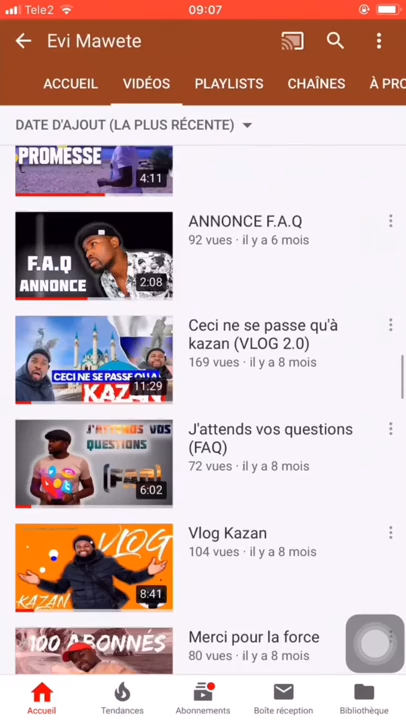 Tele2
09:07
Evi Mawete
ACCUEIL VIDÉOS PLAYLISTS CHAÎNES À PRO
DATE D'AJOUT (LA PLUS RÉCENTE)
PROMESSE
4:11
F.A.Q
ANNONCE
2:08
ANNONCE F.A.Q
92 vues · il y a 6 mois
CECI NE SE PASSE QU'A
KAZAN
11:29
Ceci ne se passe qu'à
kazan (VLOG 2.0)
169 vues · il y a 8 mois
J'ATTENDS VOS
QUESTIONS
(FAQ)
6:02
J'attends vos questions
(FAQ)
72 vues · il y a 8 mois
VLOG
KAZAN
8:41
Vlog Kazan
104 vues · il y a 8 mois
100 ABONNÉS
Merci pour la force
80 vues · il y a 8 mois
Accueil Tendances Abonnements Boîte réception Bibliothèque